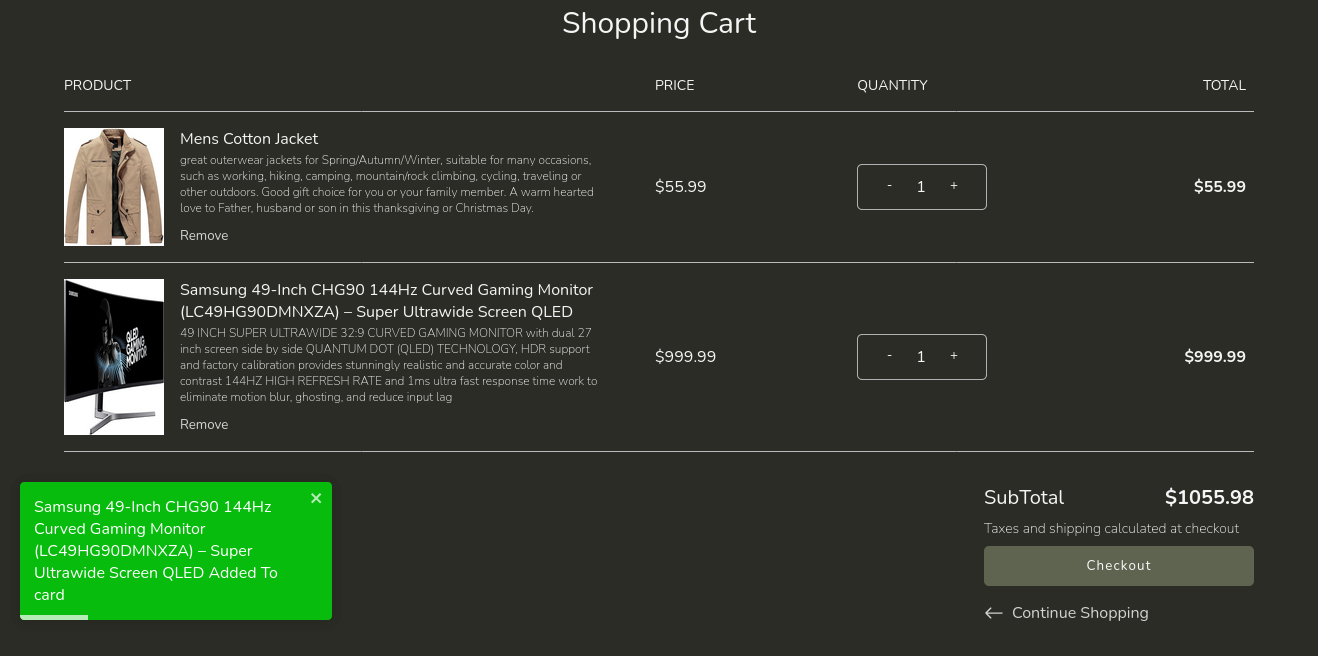 Shopping Cart
PRODUCT PRICE QUANTITY TOTAL
Mens Cotton Jacket
great outerwear jackets for Spring/Autumn/Winter, suitable for many occasions,
such as working, hiking, camping, mountain/rock climbing, cycling, traveling or
other outdoors. Good gift choice for you or your family member. A warm hearted
love to Father, husband or son in this thanksgiving or Christmas Day.
Remove
$55.99 - 1 + $55.99
SAMSUNG
QLED
GAMING
MONITOR
Samsung 49-Inch CHG90 144Hz Curved Gaming Monitor
(LC49HG90DMNXZA) – Super Ultrawide Screen QLED
49 INCH SUPER ULTRAWIDE 32:9 CURVED GAMING MONITOR with dual 27
inch screen side by side QUANTUM DOT (QLED) TECHNOLOGY, HDR support
and factory calibration provides stunningly realistic and accurate color and
contrast 144HZ HIGH REFRESH RATE and 1ms ultra fast response time work to
eliminate motion blur, ghosting, and reduce input lag
Remove
$999.99 - 1 + $999.99
Samsung 49-Inch CHG90 144Hz
Curved Gaming Monitor
(LC49HG90DMNXZA) – Super
Ultrawide Screen QLED Added To
card
SubTotal $1055.98
Taxes and shipping calculated at checkout
Checkout
Continue Shopping